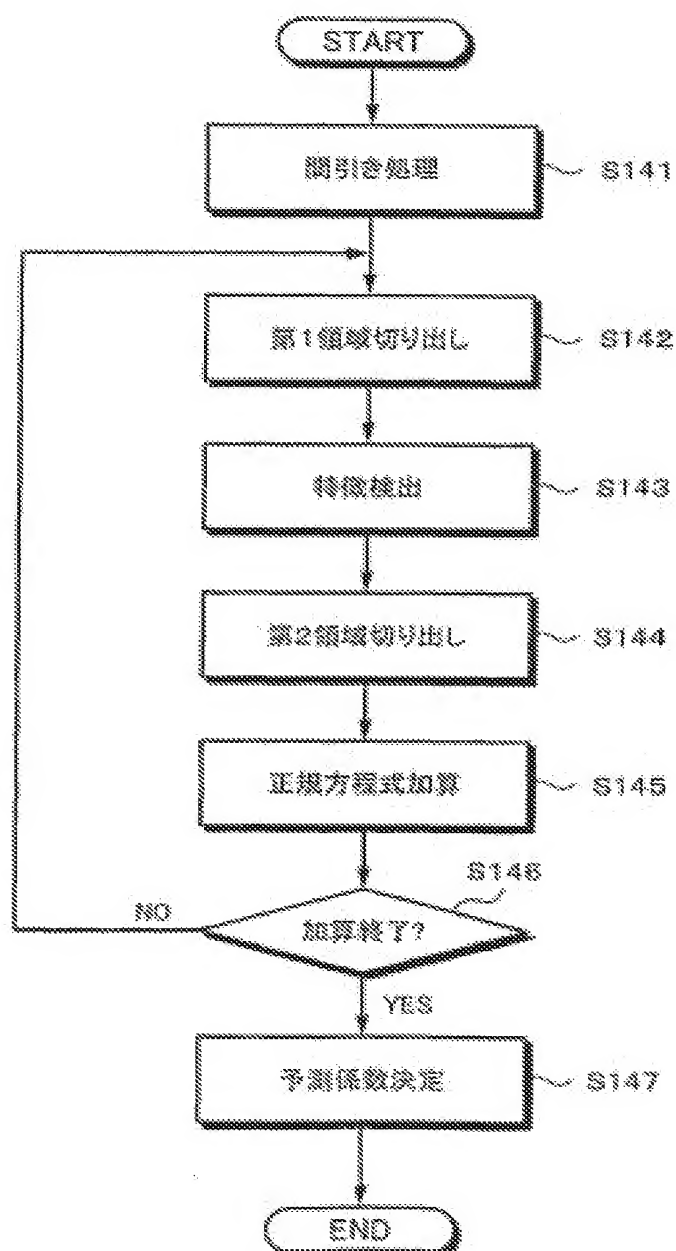 START
間引き処理
S141
第1領域切り出し
S142
特徴検出
S143
第2領域切り出し
S144
正規方程式加算
S145
S146
加算終了?
NO
YES
予測係数決定
S147
END